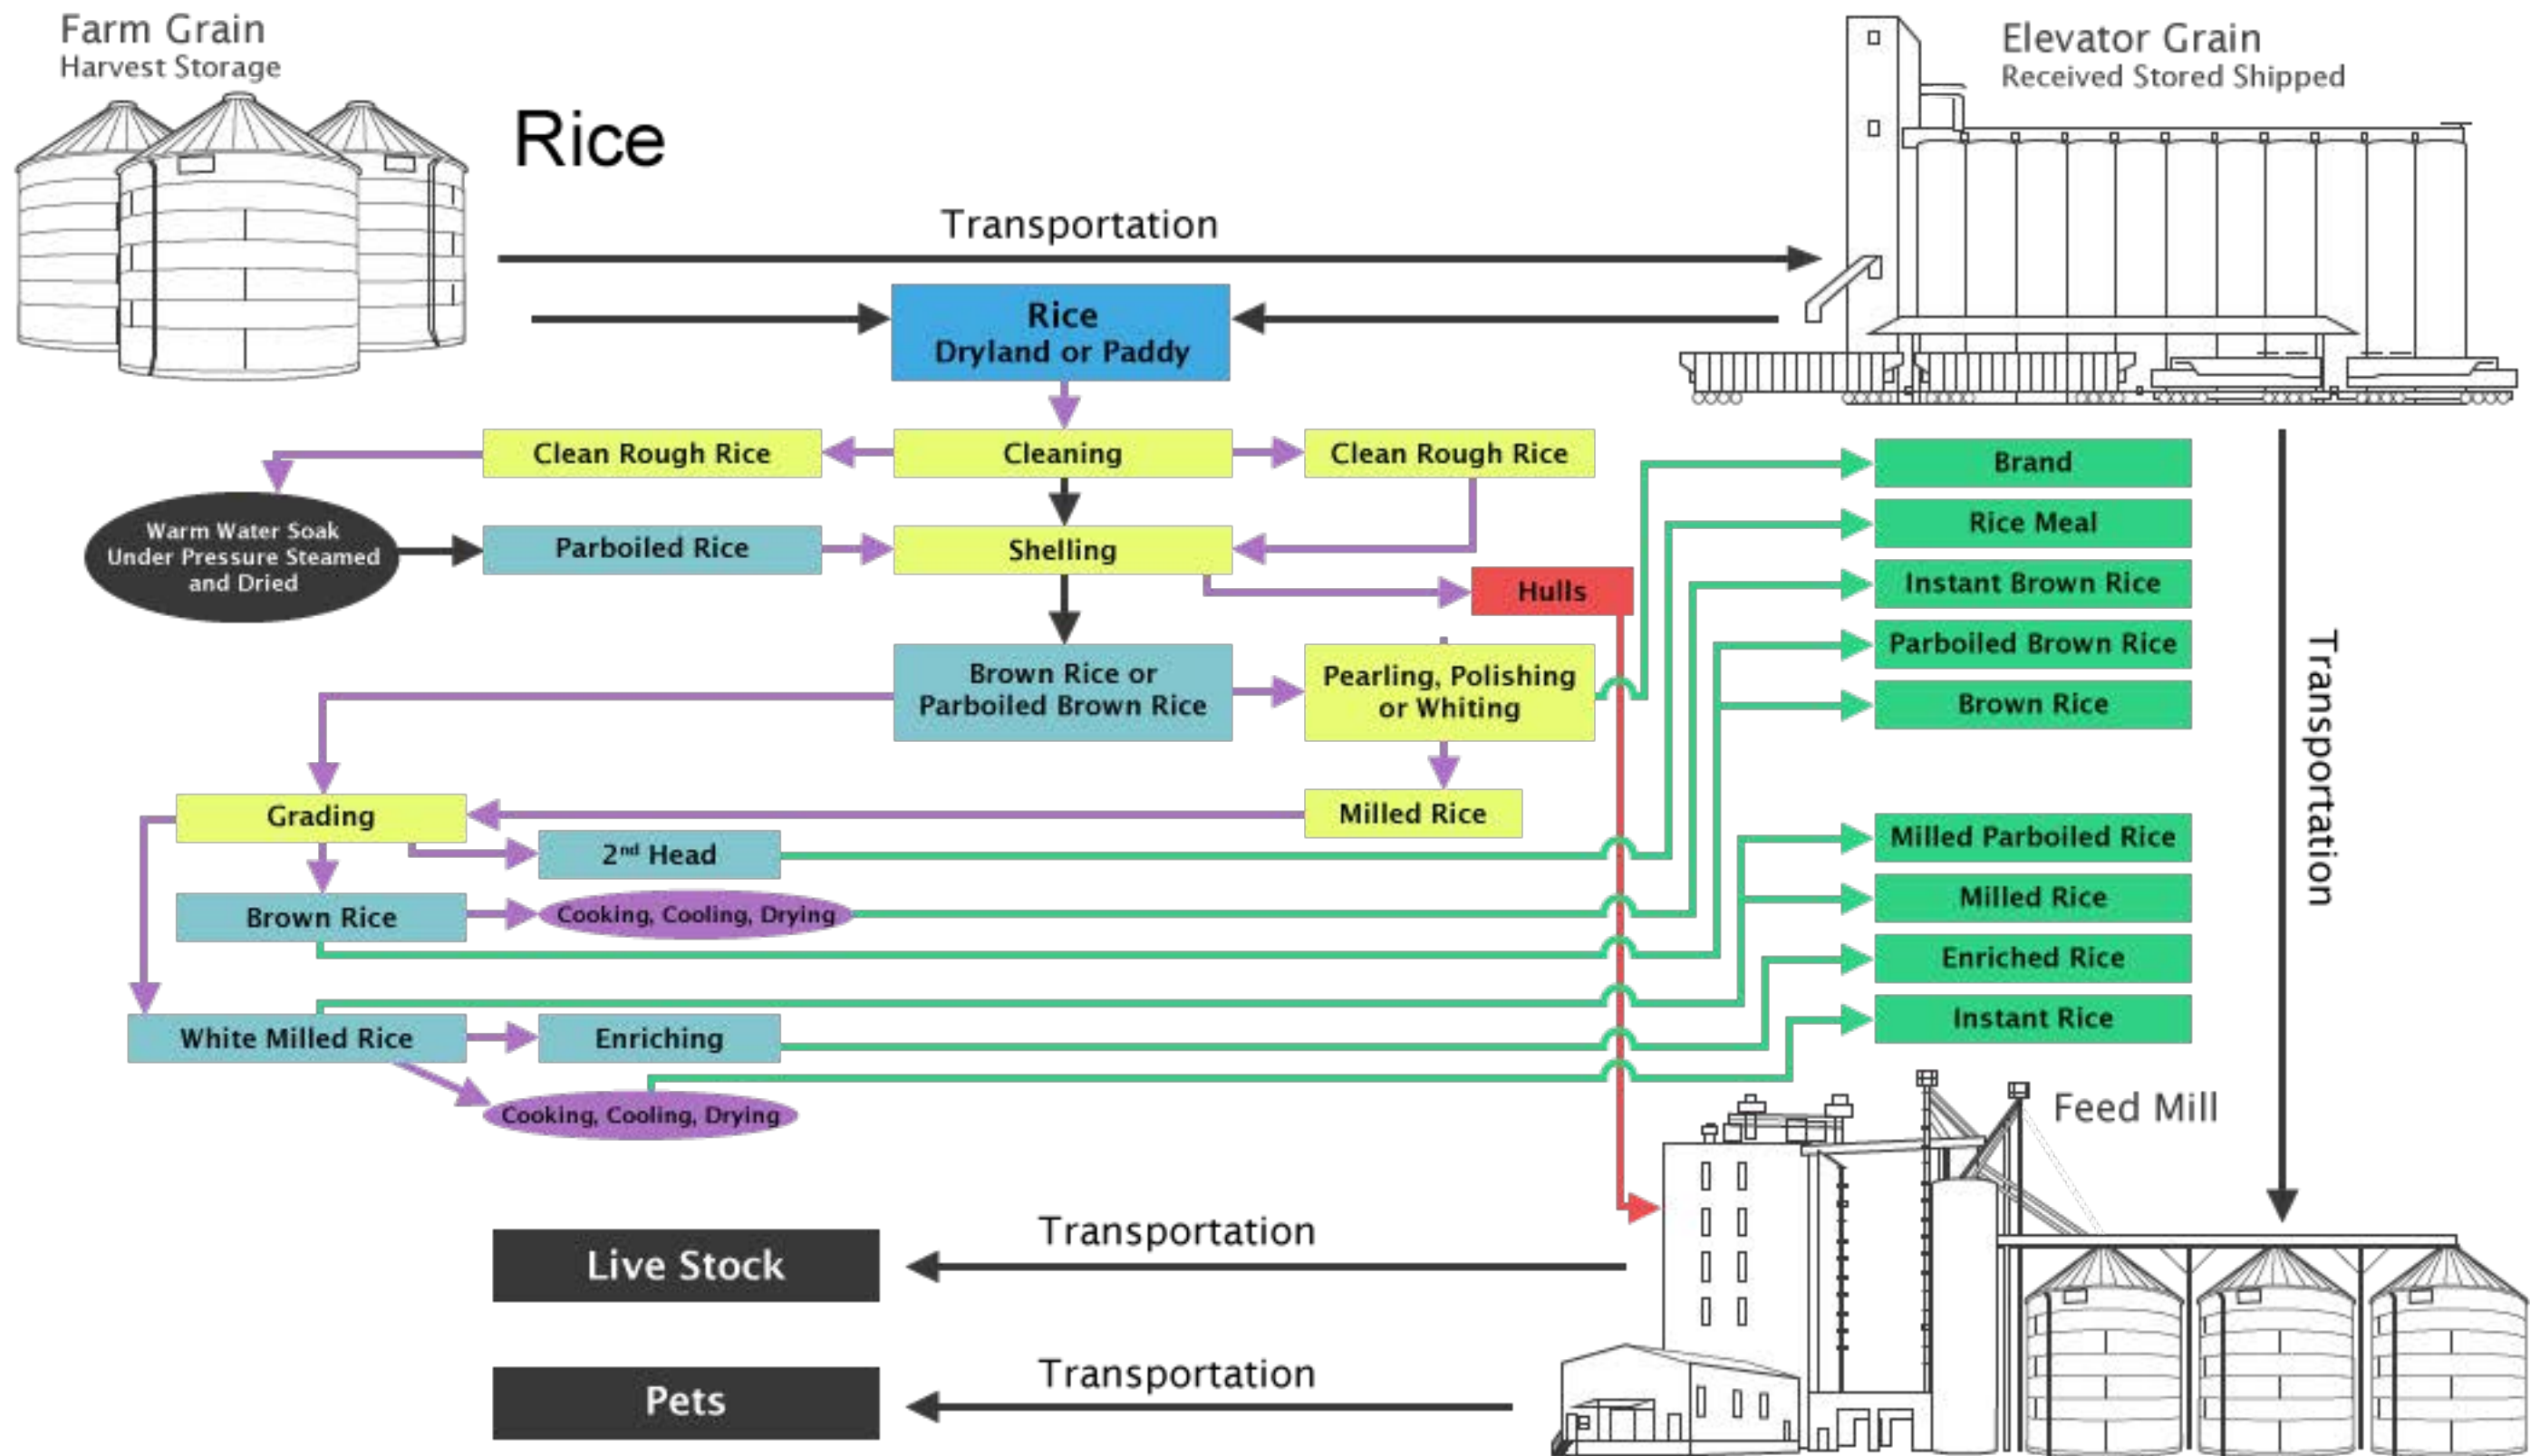 Farm Grain
Harvest Storage
Elevator Grain
Received Stored Shipped
Rice
Transportation
Rice
Dryland or Paddy
Clean Rough Rice
Cleaning
Clean Rough Rice
Brand
Rice Meal
Warm Water Soak
Under Pressure Steamed
and Dried
Parboiled Rice
Shelling
Hulls
Instant Brown Rice
Parboiled Brown Rice
Brown Rice or
Parboiled Brown Rice
Pearling, Polishing
or Whiting
Brown Rice
Transportation
Grading
Milled Rice
2nd Head
Milled Parboiled Rice
Brown Rice
Cooking, Cooling, Drying
Milled Rice
Enriched Rice
White Milled Rice
Enriching
Instant Rice
Cooking, Cooling, Drying
Feed Mill
Live Stock
Transportation
Pets
Transportation